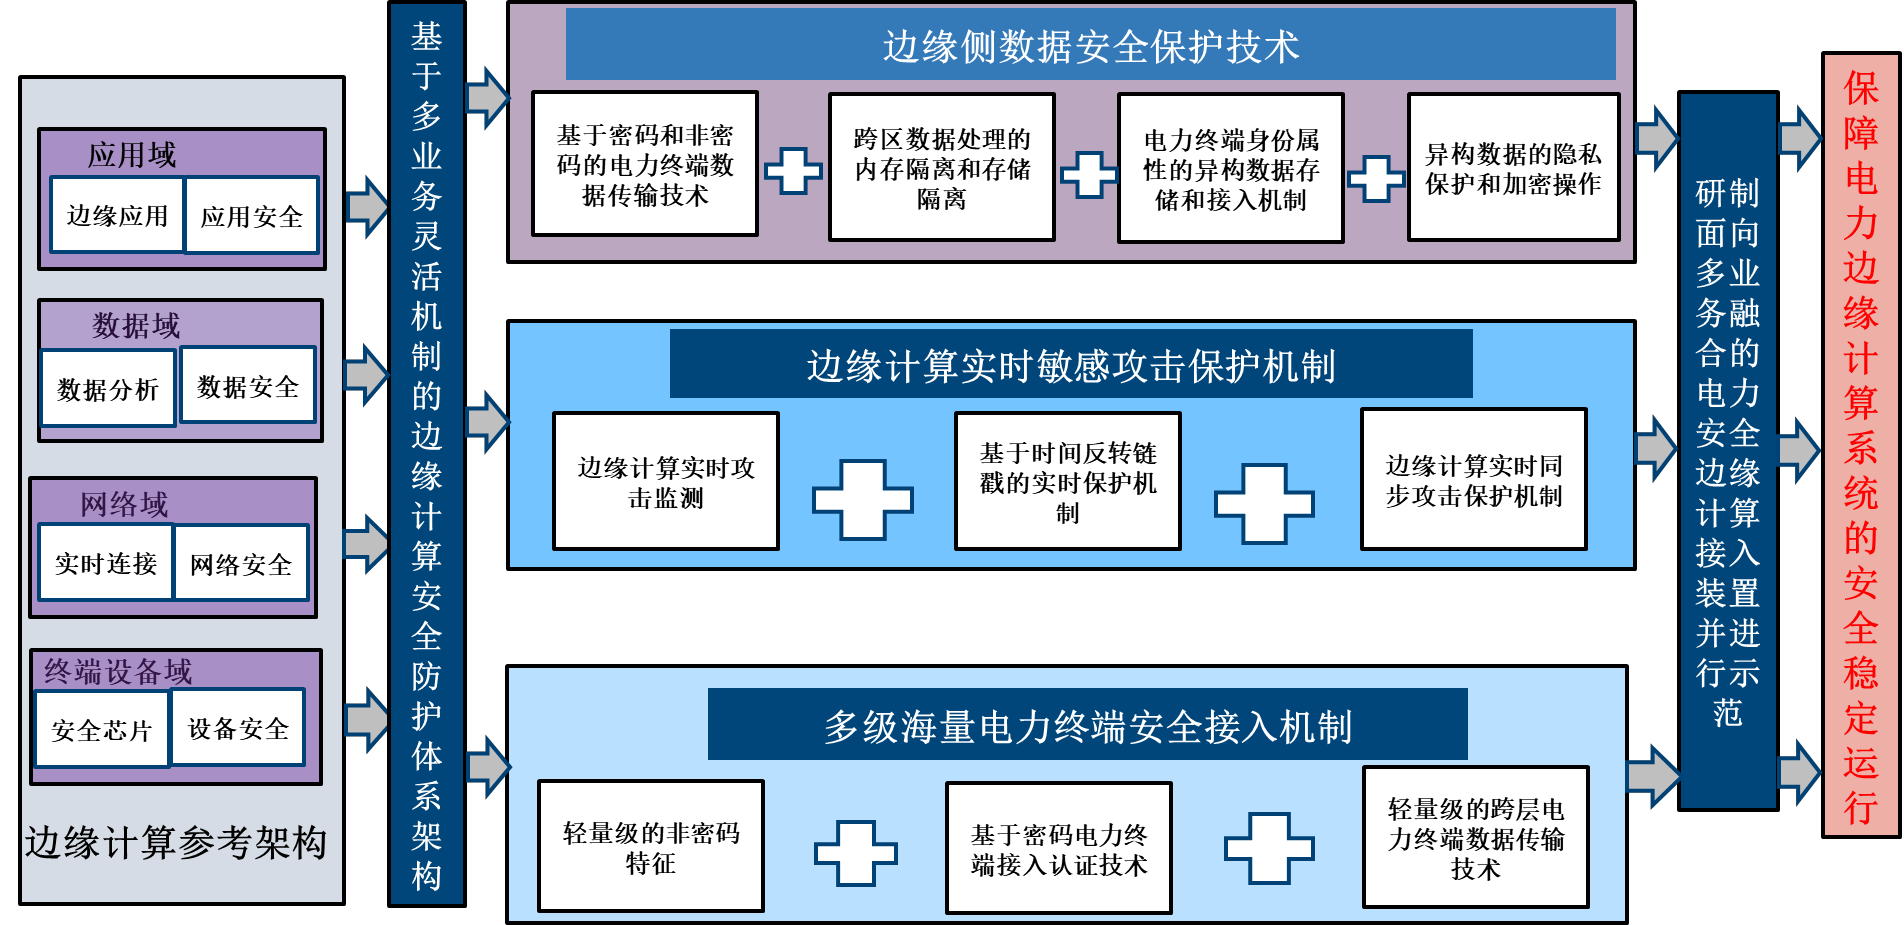 应用域
边缘应用
应用安全
数据域
数据分析
数据安全
网络域
实时连接
网络安全
终端设备域
安全芯片
设备安全
边缘计算参考架构
基于多业务灵活机制的边缘计算安全防护体系架构
边缘侧数据安全保护技术
基于密码和非密
码的电力终端数
据传输技术
跨区数据处理的
内存隔离和存储
隔离
电力终端身份属
性的异构数据存
储和接入机制
异构数据的隐私
保护和加密操作
边缘计算实时敏感攻击保护机制
边缘计算实时攻
击监测
基于时间反转链
戳的实时保护机
制
边缘计算实时同
步攻击保护机制
多级海量电力终端安全接入机制
轻量级的非密码
特征
基于密码电力终
端接入认证技术
轻量级的跨层电
力终端数据传输
技术
研制
面向
多业
务融
合的
电力
安全
边缘
计算
接入
装置
并进
行示
范
保障电力边缘计算系统的安全稳定运行